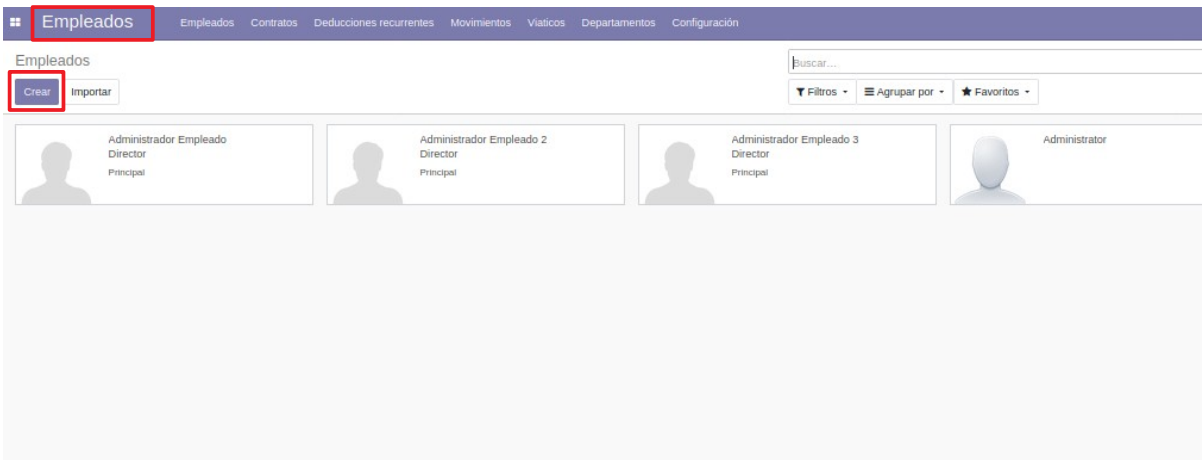 Empleados Empleados Contratos Deducciones recurrentes Movimientos Viaticos Departamentos Configuración
Empleados
Buscar...
Crear Importar
Filtros Agrupar por Favoritos
Administrador Empleado
Director
Principal
Administrador Empleado 2
Director
Principal
Administrador Empleado 3
Director
Principal
Administrator